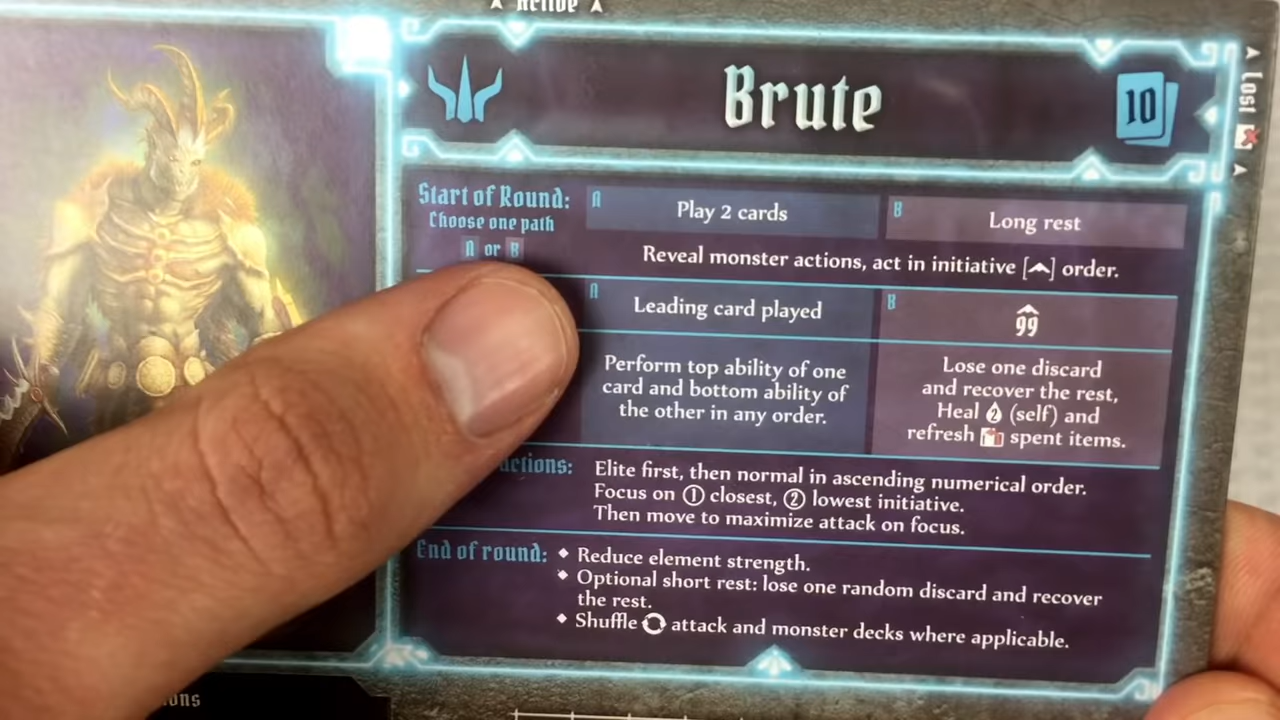 Active
Brute
10
Lost
Start of Round:
Choose one path
A or B
A
Play 2 cards
B
Long rest
Reveal monster actions, act in initiative [ ] order.
A
Leading card played
B
99
Perform top ability of one
card and bottom ability of
the other in any order.
Lose one discard
and recover the rest,
Heal 2 (self) and
refresh spent items.
actions:
Elite first, then normal in ascending numerical order.
Focus on ① closest, ② lowest initiative.
Then move to maximize attack on focus.
End of round:
◆ Reduce element strength.
◆ Optional short rest: lose one random discard and recover
the rest.
◆ Shuffle attack and monster decks where applicable.